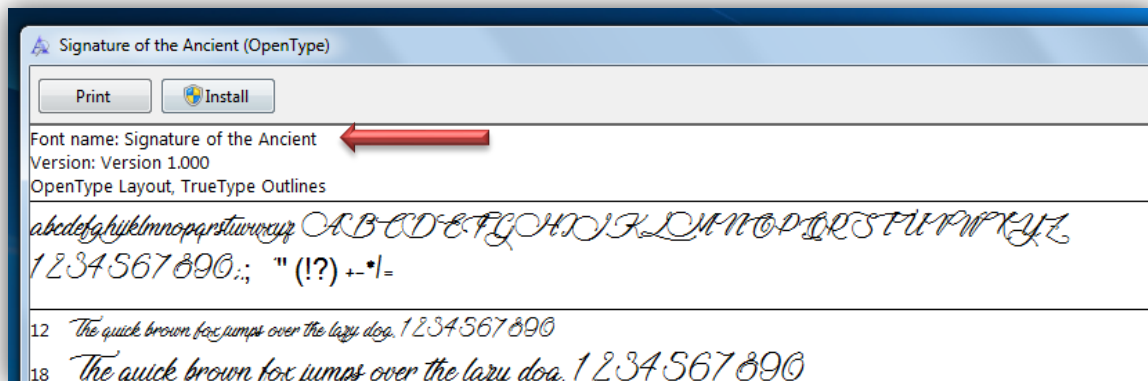 Signature of the Ancient (OpenType)
Print Install
Font name: Signature of the Ancient
Version: Version 1.000
OpenType Layout, TrueType Outlines
abcdefghijklmnopqrstuvwxyz ABCDEFGHIJKLMNOPQRSTUVWXYZ
1234567890.:,; " (!?) +-*/=
12 The quick brown fox jumps over the lazy dog. 1234567890
18 The quick brown fox jumps over the lazy dog. 1234567890